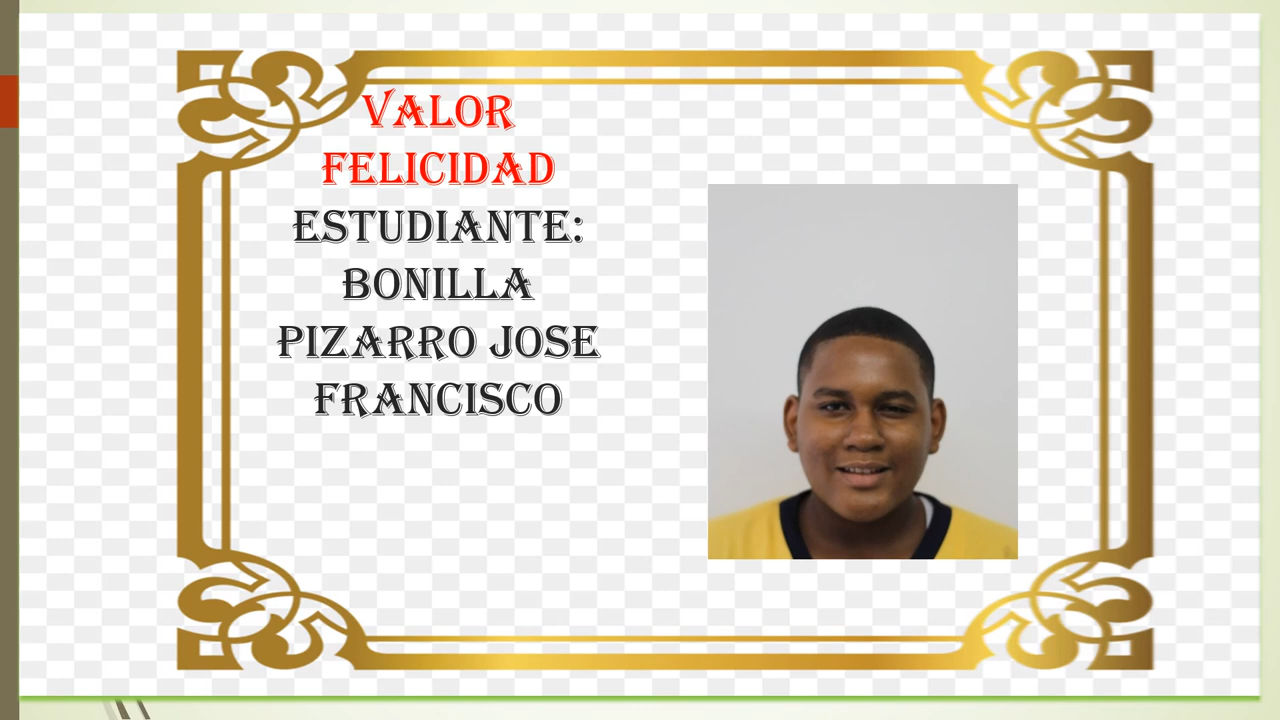 VALOR
FELICIDAD
ESTUDIANTE:
BONILLA
PIZARRO JOSE
FRANCISCO